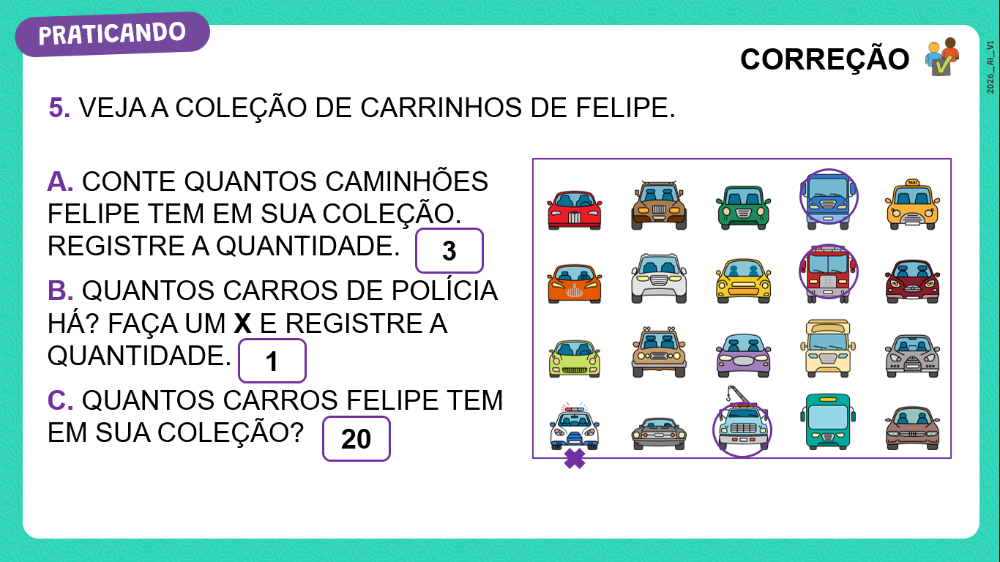 PRATICANDO
CORREÇÃO
2026_AI_V1
5. VEJA A COLEÇÃO DE CARRINHOS DE FELIPE.
A. CONTE QUANTOS CAMINHÕES
FELIPE TEM EM SUA COLEÇÃO.
REGISTRE A QUANTIDADE. 3
B. QUANTOS CARROS DE POLÍCIA
HÁ? FAÇA UM X E REGISTRE A
QUANTIDADE. 1
C. QUANTOS CARROS FELIPE TEM
EM SUA COLEÇÃO? 20
TAXI